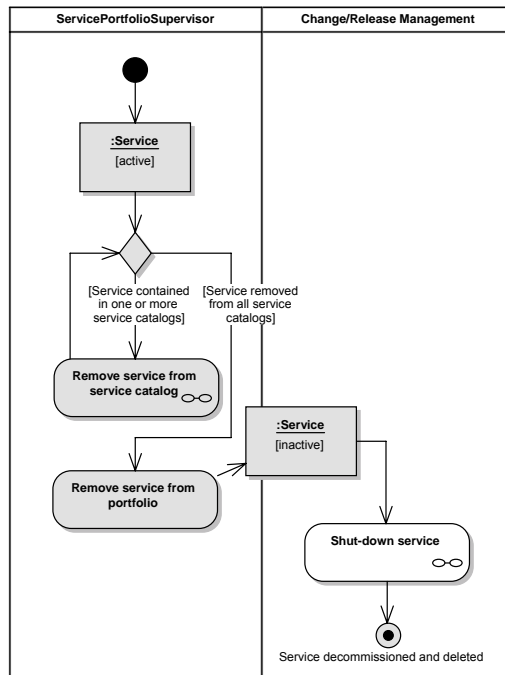 ServicePortfolioSupervisor
Change/Release Management
:Service
[active]
[Service contained
in one or more
service catalogs]
[Service removed
from all service
catalogs]
Remove service from
service catalog
:Service
[inactive]
Remove service from
portfolio
Shut-down service
Service decommissioned and deleted